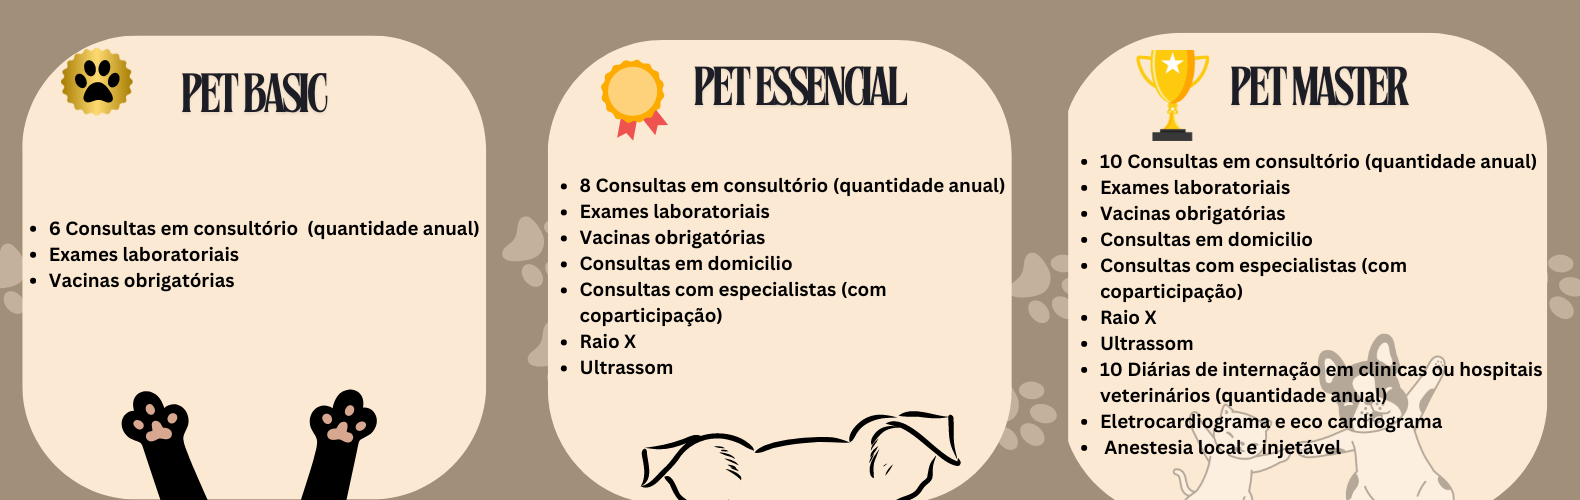 PET BASIC
6 Consultas em consultório (quantidade anual)
Exames laboratoriais
Vacinas obrigatórias
PET ESSENCIAL
8 Consultas em consultório (quantidade anual)
Exames laboratoriais
Vacinas obrigatórias
Consultas em domicilio
Consultas com especialistas (com
coparticipação)
Raio X
Ultrassom
PET MASTER
10 Consultas em consultório (quantidade anual)
Exames laboratoriais
Vacinas obrigatórias
Consultas em domicilio
Consultas com especialistas (com
coparticipação)
Raio X
Ultrassom
10 Diárias de internação em clinicas ou hospitais
veterinários (quantidade anual)
Eletrocardiograma e eco cardiograma
Anestesia local e injetável